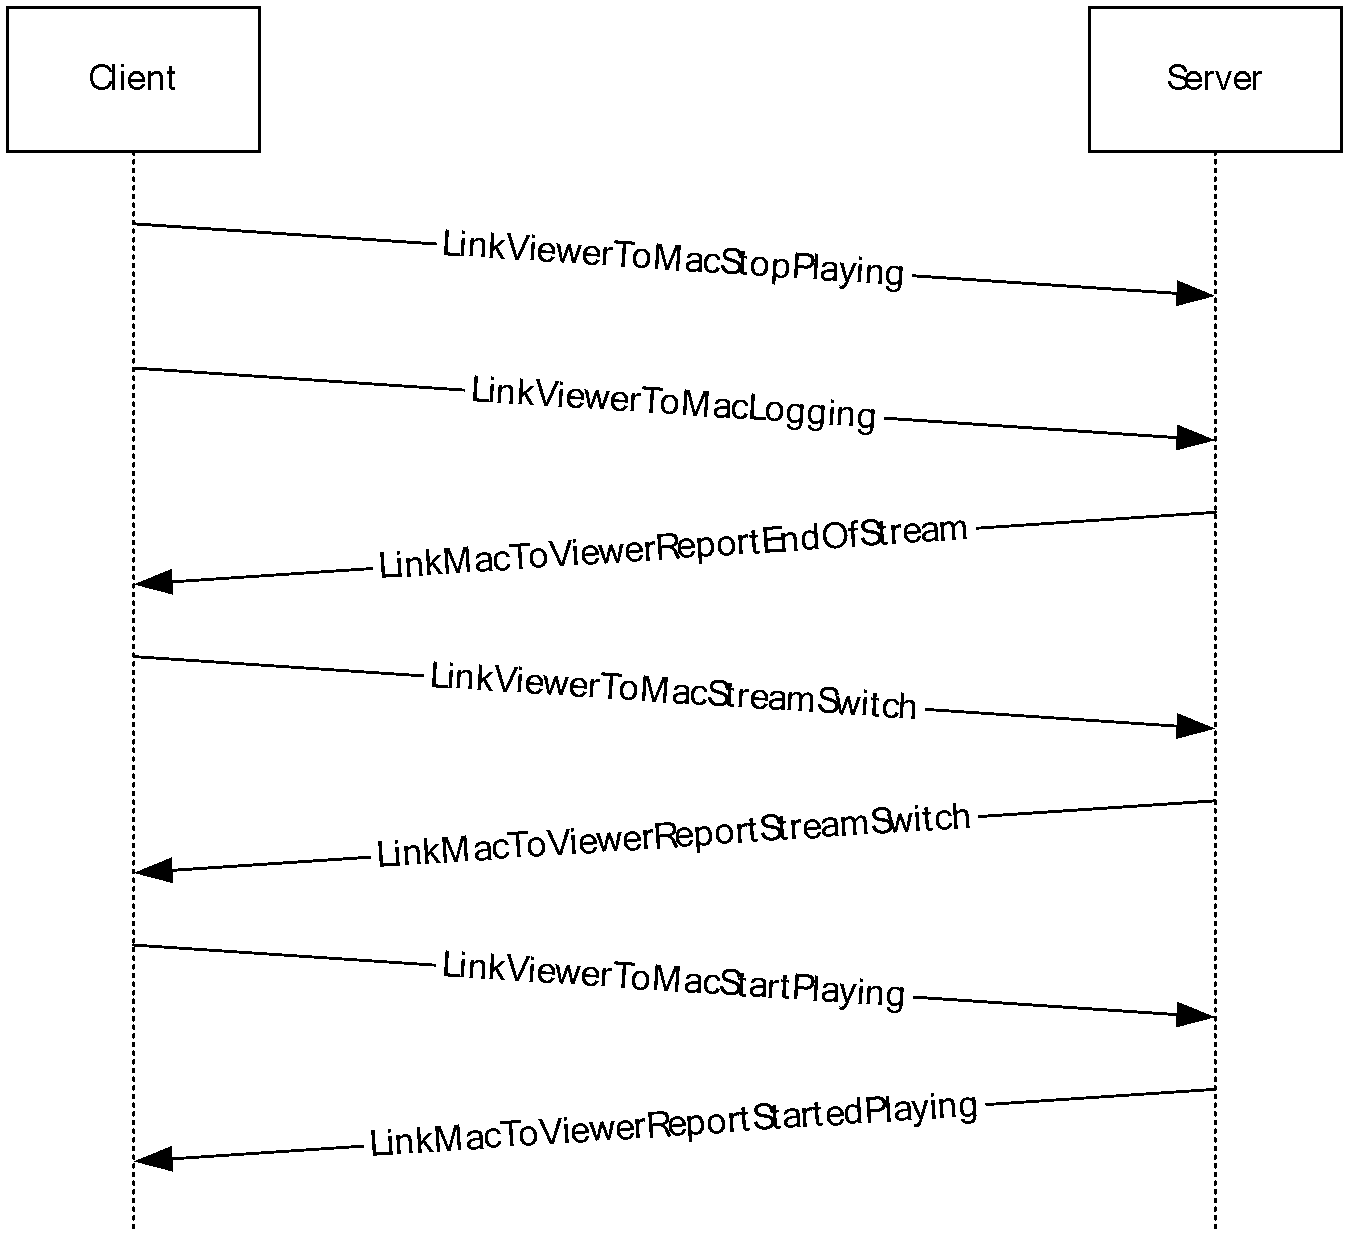 Client
Server
LinkViewerToMacStopPlaying
LinkViewerToMacLogging
LinkMacToViewerReportEndOfStream
LinkViewerToMacStreamSwitch
LinkMacToViewerReportStreamSwitch
LinkViewerToMacStartPlaying
LinkMacToViewerReportStartedPlaying